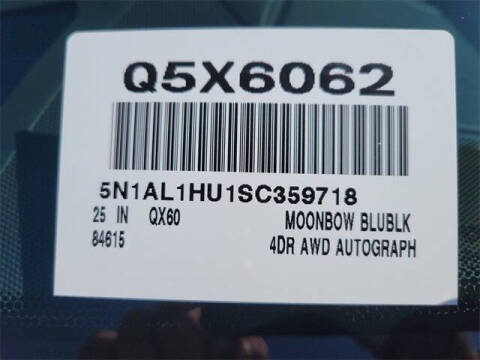 Q5X6062
5N1AL1HU1SC359718
25 IN QX60 MOONBOW BLUBLK
84615 4DR AWD AUTOGRAPH